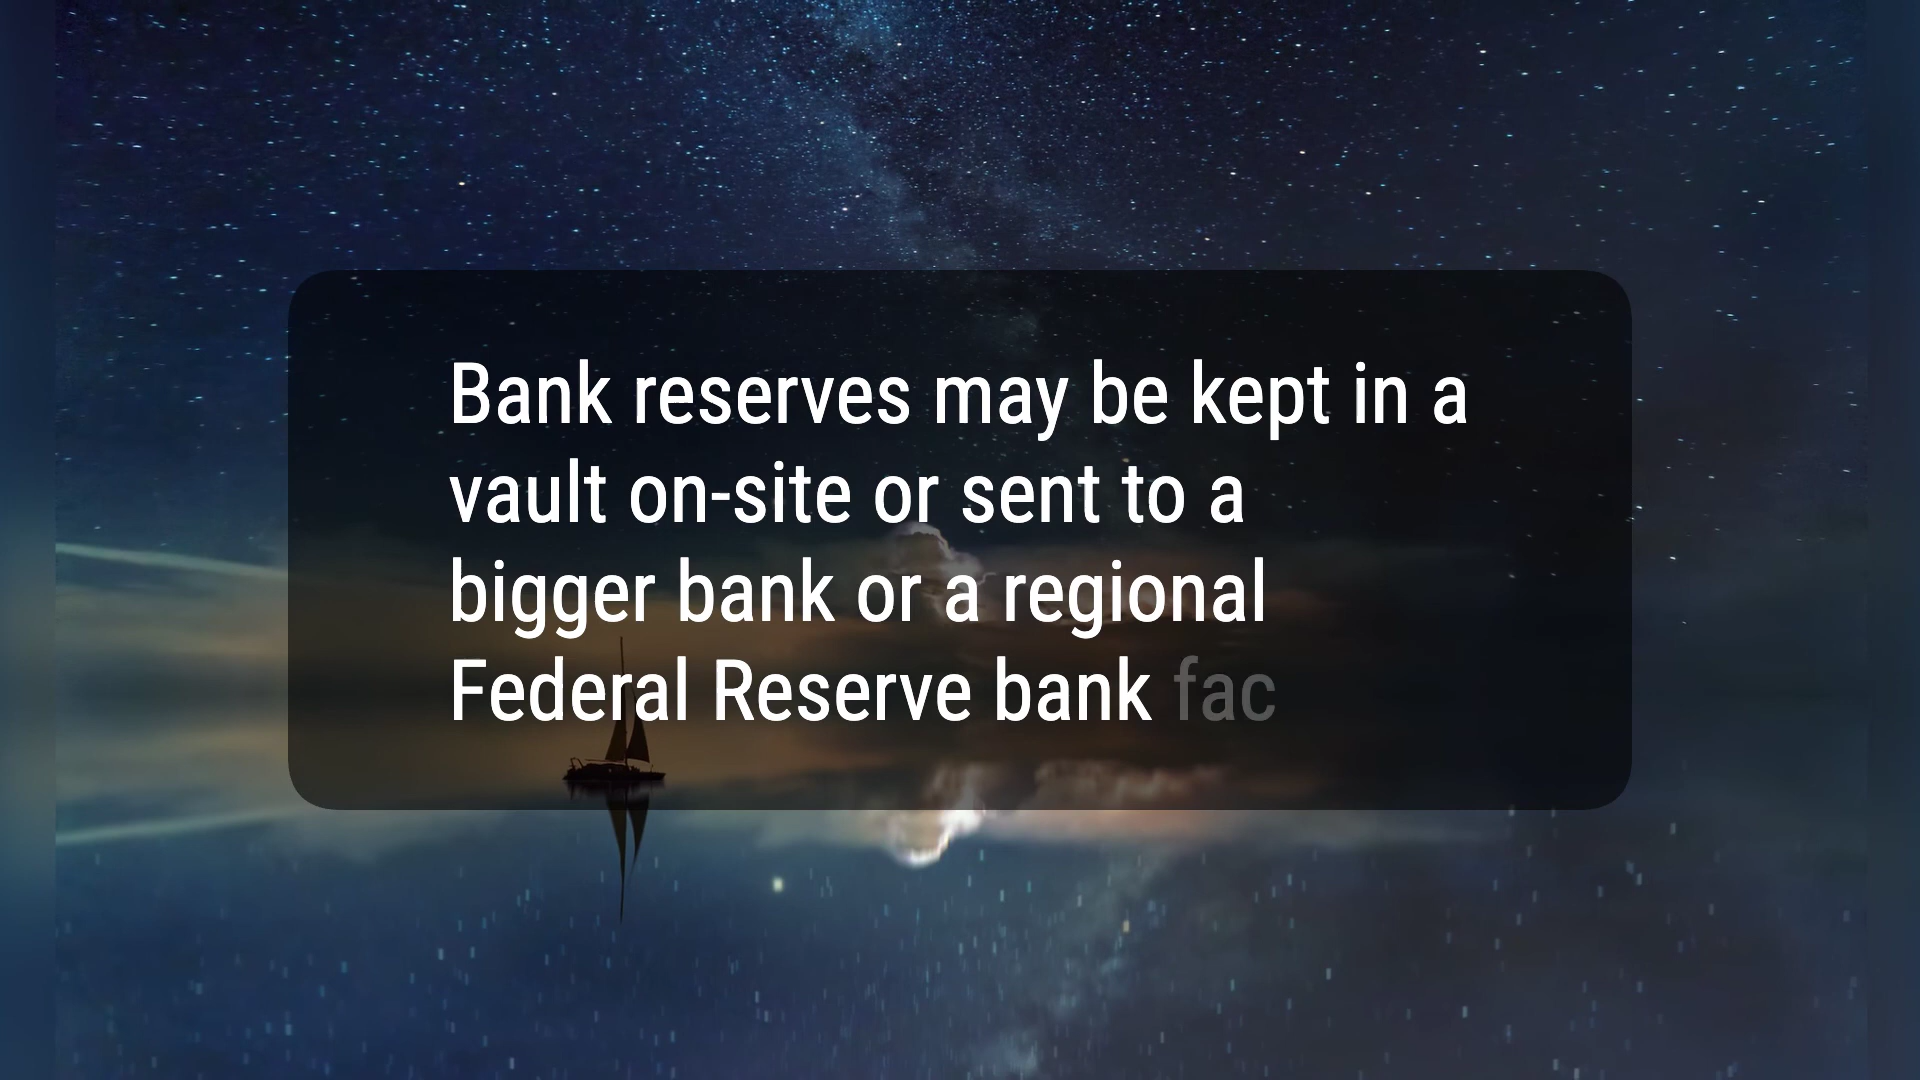 Bank reserves may be kept in a
vault on-site or sent to a
bigger bank or a regional
Federal Reserve bank fac